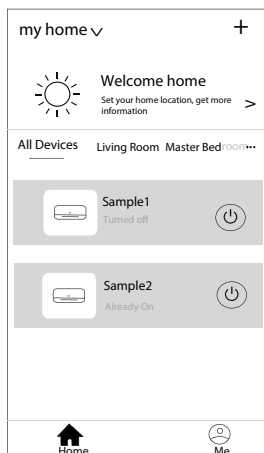 my home
Welcome home
Set your home location, get more
information
All Devices Living Room Master Bedroom
Sample1
Turned off
Sample2
Already On
Home Me